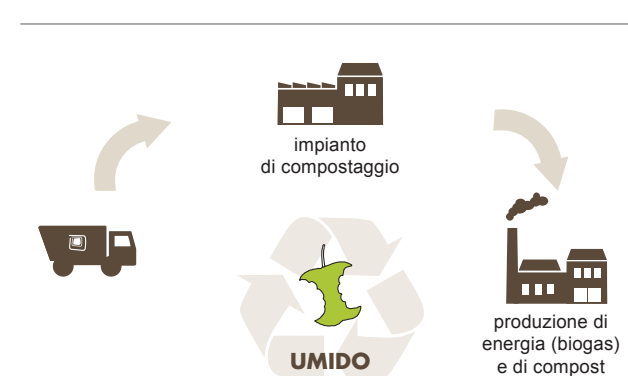 impianto
di compostaggio
UMIDO
produzione di
energia (biogas)
e di compost